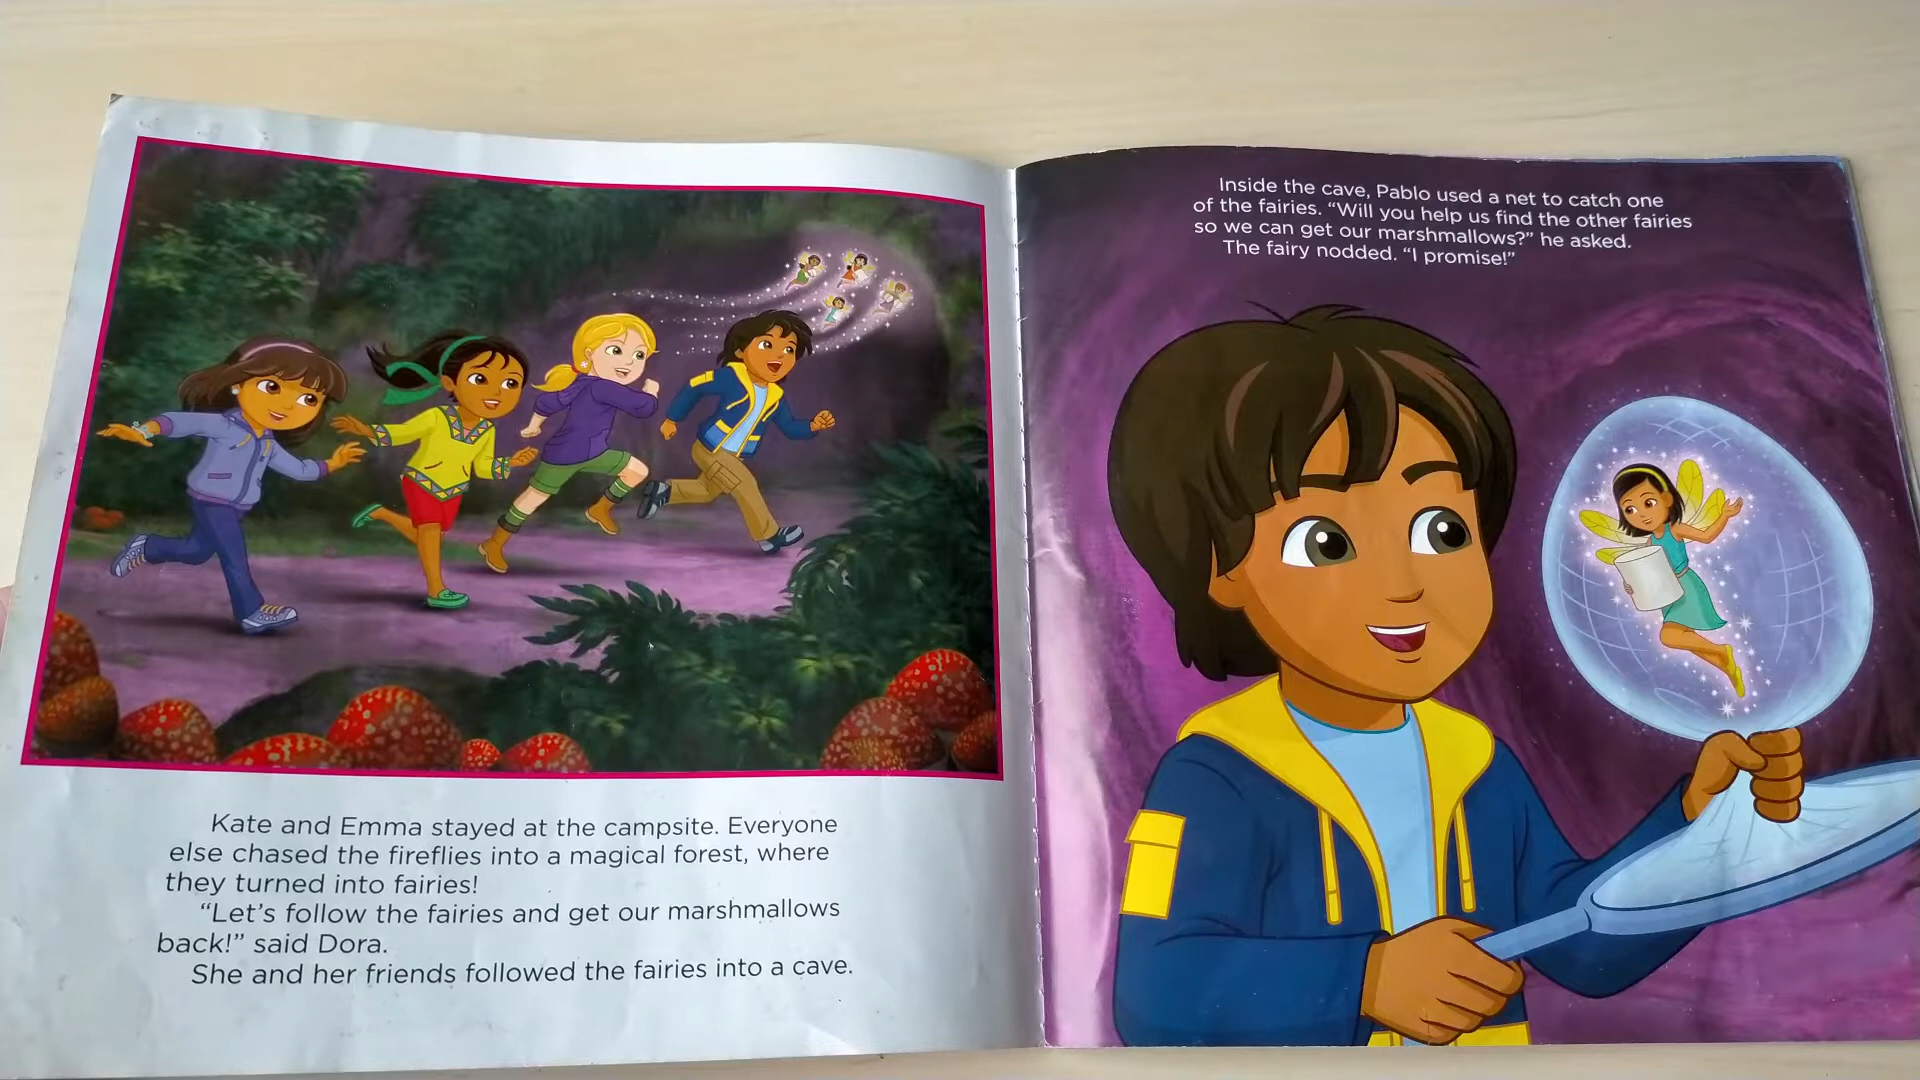 Kate and Emma stayed at the campsite. Everyone
else chased the fireflies into a magical forest, where
they turned into fairies!
“Let’s follow the fairies and get our marshmallows
back!” said Dora.
She and her friends followed the fairies into a cave.
Inside the cave, Pablo used a net to catch one
of the fairies. “Will you help us find the other fairies
so we can get our marshmallows?” he asked.
The fairy nodded. “I promise!”